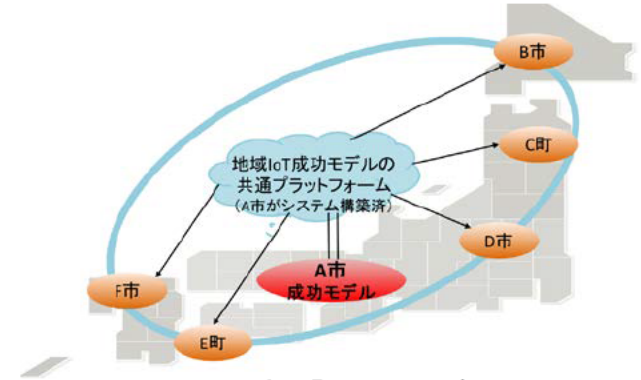 B市
C町
地域IoT成功モデルの
共通プラットフォーム
(A市がシステム構築済)
D市
A市
成功モデル
F市
E町